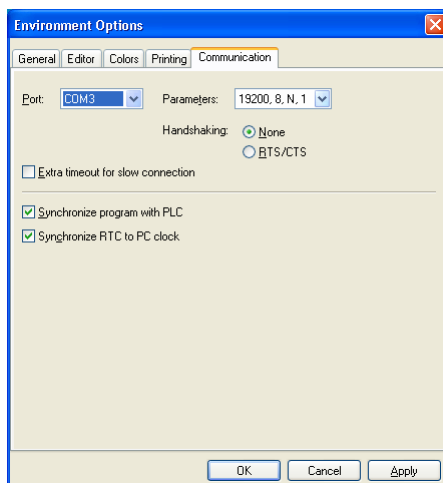 Environment Options
General Editor Colors Printing Communication
Port: COM3 Parameters: 19200, 8, N, 1
Handshaking: None
RTS/CTS
Extra timeout for slow connection
Synchronize program with PLC
Synchronize RTC to PC clock
OK Cancel Apply